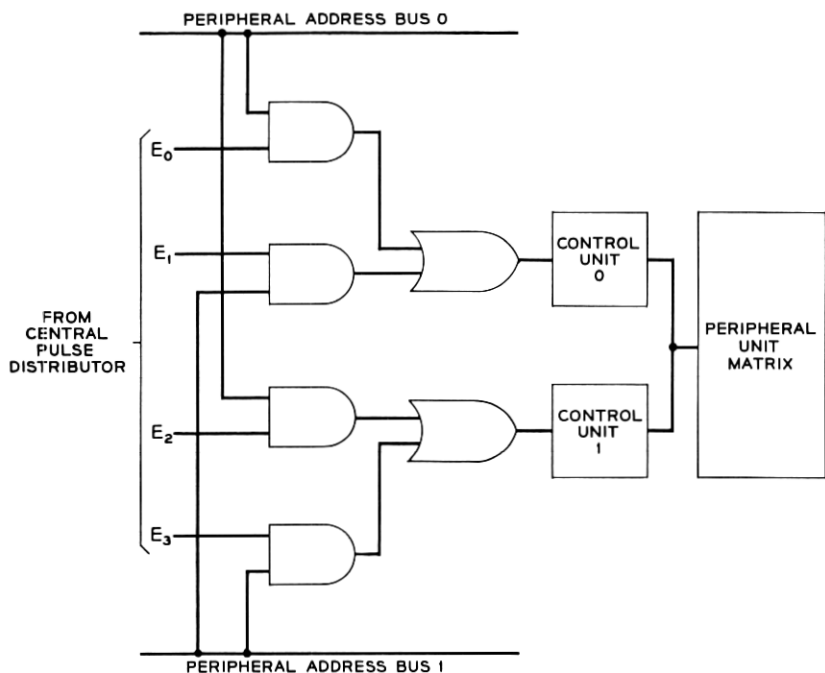 PERIPHERAL ADDRESS BUS 0
E0
E1
FROM
CENTRAL
PULSE
DISTRIBUTOR
E2
E3
CONTROL
UNIT
0
CONTROL
UNIT
1
PERIPHERAL
UNIT
MATRIX
PERIPHERAL ADDRESS BUS 1